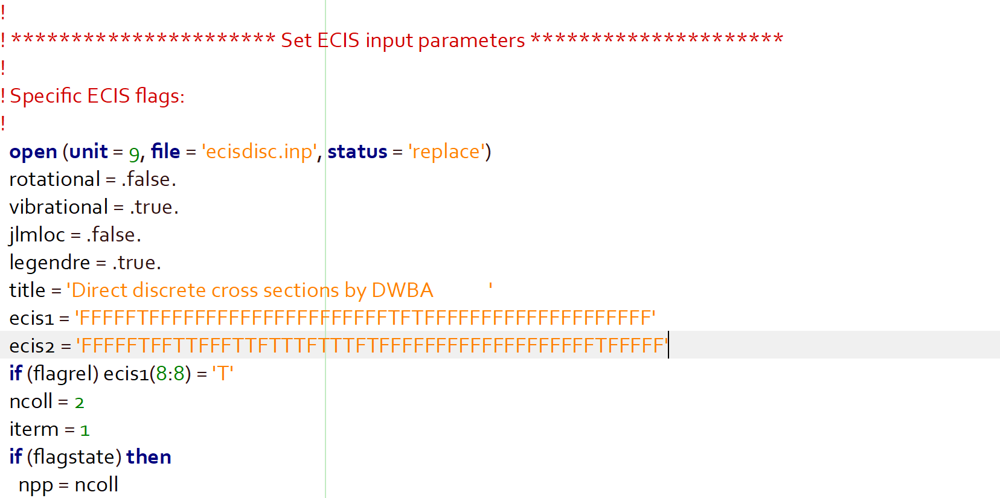 !
! ********************** Set ECIS input parameters *********************
!
! Specific ECIS flags:
!
open (unit = 9, file = 'ecisdisc.inp', status = 'replace')
rotational = .false.
vibrational = .true.
jlmloc = .false.
legendre = .true.
title = 'Direct discrete cross sections by DWBA          '
ecis1 = 'FFFFFTFFFFFFFFFFFFFFFFFFFFFTFTFFFFFFFFFFFFFFFFFFFF'
ecis2 = 'FFFFFTFFTTFFFTTFTTTFTTTFTFFFFFFFFFFFFFFFFFFFTFFFFF'
if (flagrel) ecis1(8:8) = 'T'
ncoll = 2
iterm = 1
if (flagstate) then
npp = ncoll